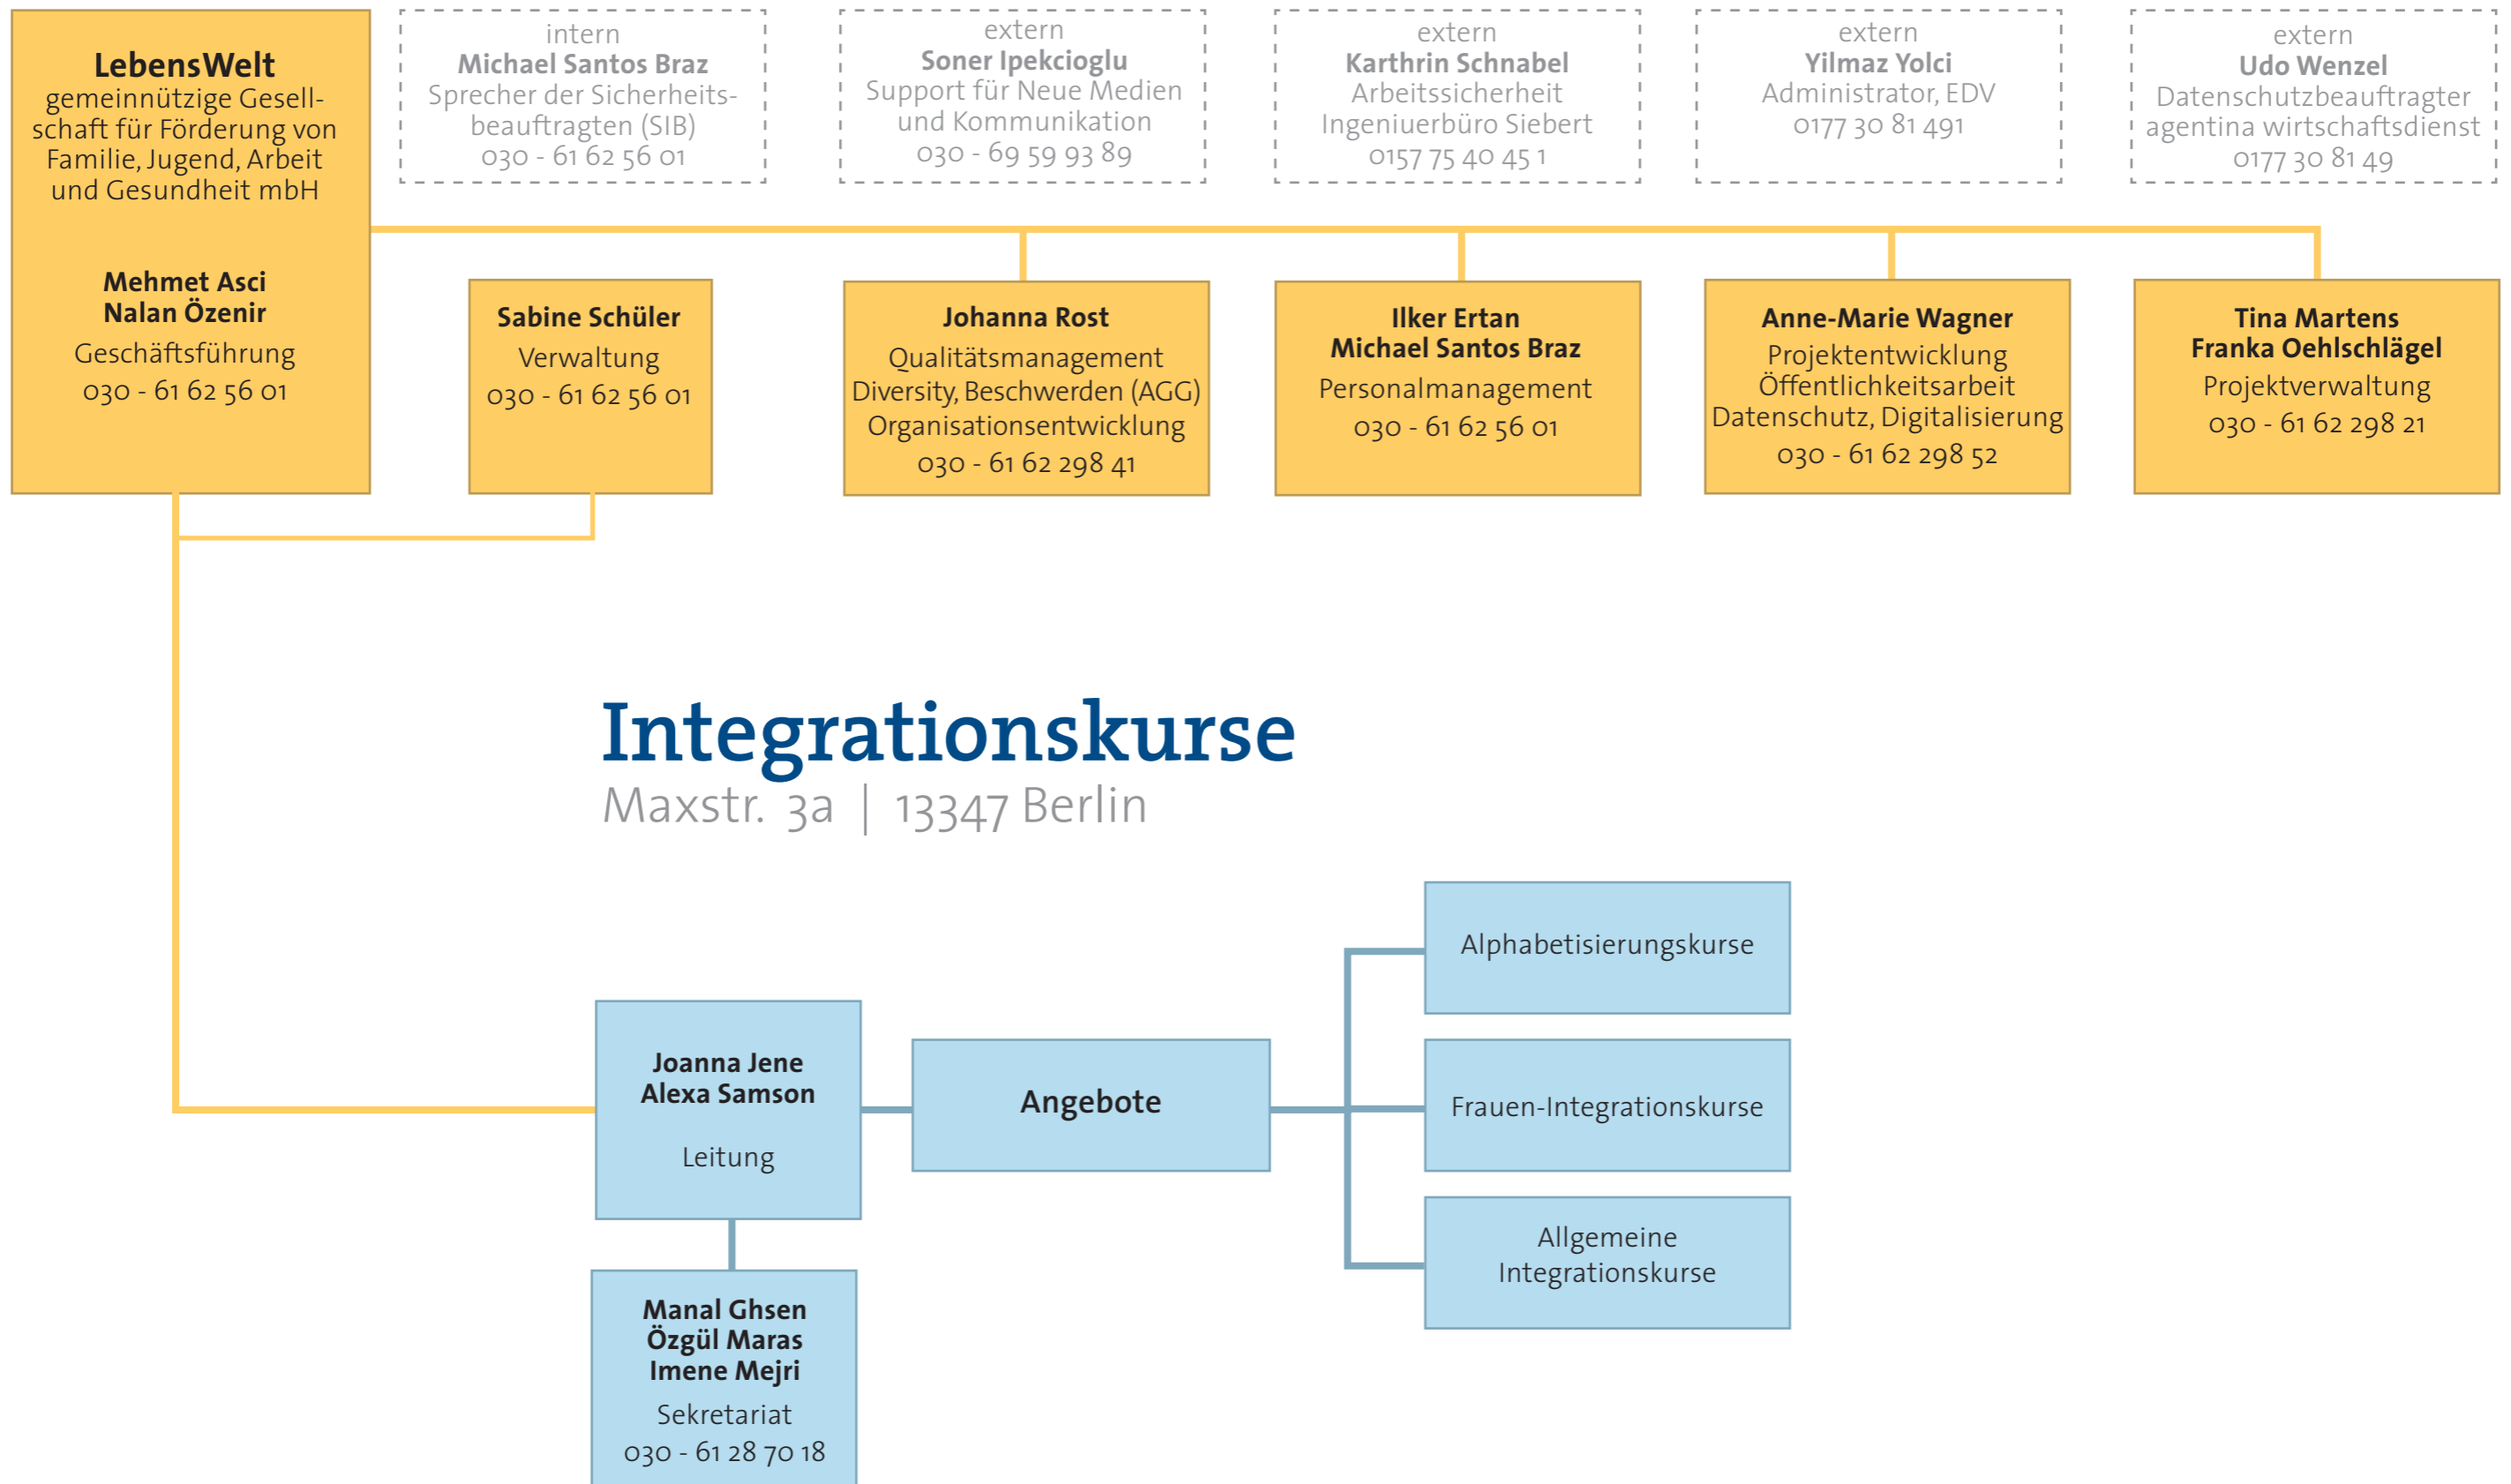 LebensWelt
gemeinnützige Gesell-
schaft für Förderung von
Familie, Jugend, Arbeit
und Gesundheit mbH
Mehmet Asci
Nalan Özenir
Geschäftsführung
030 - 61 62 56 01
intern
Michael Santos Braz
Sprecher der Sicherheits-
beauftragten (SIB)
030 - 61 62 56 01
extern
Soner Ipekcioglu
Support für Neue Medien
und Kommunikation
030 - 69 59 93 89
extern
Karthrin Schnabel
Arbeitssicherheit
Ingeniuerbüro Siebert
0157 75 40 45 1
extern
Yilmaz Yolci
Administrator, EDV
0177 30 81 491
extern
Udo Wenzel
Datenschutzbeauftragter
agentina wirtschaftsdienst
0177 30 81 49
Sabine Schüler
Verwaltung
030 - 61 62 56 01
Johanna Rost
Qualitätsmanagement
Diversity, Beschwerden (AGG)
Organisationsentwicklung
030 - 61 62 298 41
Ilker Ertan
Michael Santos Braz
Personalmanagement
030 - 61 62 56 01
Anne-Marie Wagner
Projektentwicklung
Öffentlichkeitsarbeit
Datenschutz, Digitalisierung
030 - 61 62 298 52
Tina Martens
Franka Oehlschlägel
Projektverwaltung
030 - 61 62 298 21
Integrationskurse
Maxstr. 3a | 13347 Berlin
Joanna Jene
Alexa Samson
Leitung
Angebote
Alphabetisierungskurse
Frauen-Integrationskurse
Allgemeine
Integrationskurse
Manal Ghsen
Özgül Maras
Imene Mejri
Sekretariat
030 - 61 28 70 18